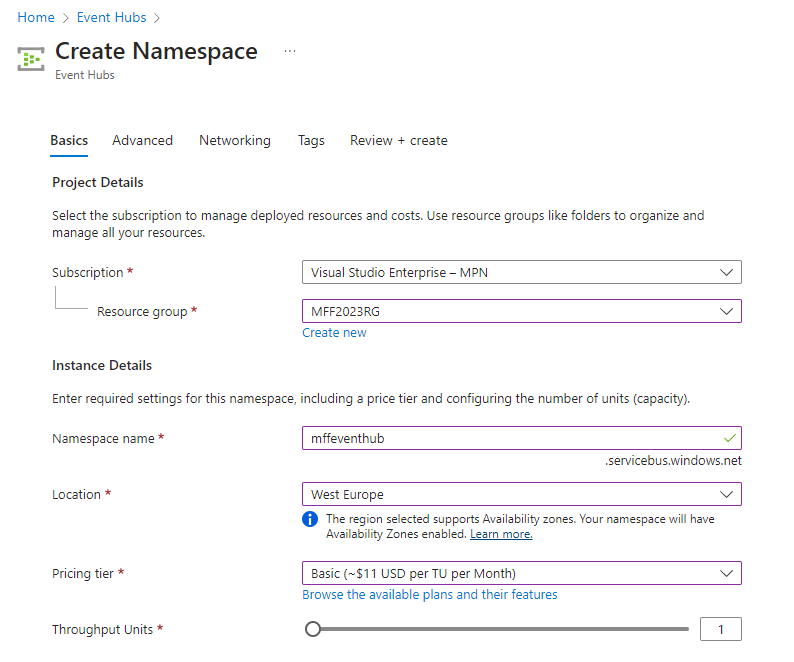 Home > Event Hubs >
Create Namespace ...
Event Hubs
Basics Advanced Networking Tags Review + create
Project Details
Select the subscription to manage deployed resources and costs. Use resource groups like folders to organize and
manage all your resources.
Subscription * Visual Studio Enterprise – MPN
Resource group * MFF2023RG
Create new
Instance Details
Enter required settings for this namespace, including a price tier and configuring the number of units (capacity).
Namespace name * mffeventhub
.servicebus.windows.net
Location * West Europe
The region selected supports Availability zones. Your namespace will have
Availability Zones enabled. Learn more.
Pricing tier * Basic (~$11 USD per TU per Month)
Browse the available plans and their features
Throughput Units * 1